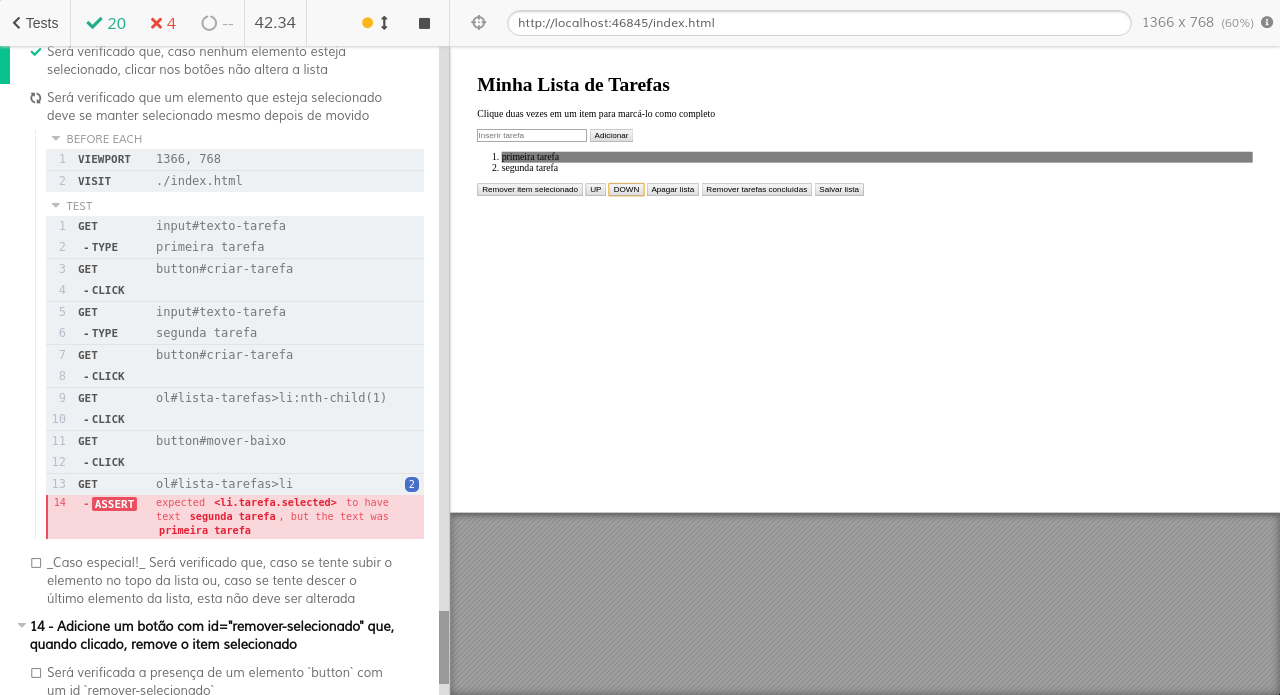 Tests
20
4
--
42.34
http://localhost:46845/index.html
1366 x 768 (60%)
Será verificado que, caso nenhum elemento esteja
selecionado, clicar nos botões não altera a lista
Será verificado que um elemento que esteja selecionado
deve se manter selecionado mesmo depois de movido
BEFORE EACH
1 VIEWPORT 1366, 768
2 VISIT ./index.html
TEST
1 GET input#texto-tarefa
2 -TYPE primeira tarefa
3 GET button#criar-tarefa
4 -CLICK
5 GET input#texto-tarefa
6 -TYPE segunda tarefa
7 GET button#criar-tarefa
8 -CLICK
9 GET ol#lista-tarefas>li:nth-child(1)
10 -CLICK
11 GET button#mover-baixo
12 -CLICK
13 GET ol#lista-tarefas>li 2
14 -ASSERT expected <li.tarefa.selected> to have
text segunda tarefa, but the text was
primeira tarefa
_Caso especial!_ Será verificado que, caso se tente subir o
elemento no topo da lista ou, caso se tente descer o
último elemento da lista, esta não deve ser alterada
14 - Adicione um botão com id="remover-selecionado" que,
quando clicado, remove o item selecionado
Será verificada a presença de um elemento `button` com
um id `remover-selecionado`
Minha Lista de Tarefas
Clique duas vezes em um item para marcá-lo como completo
Inserir tarefa Adicionar
1. primeira tarefa
2. segunda tarefa
Remover item selecionado UP DOWN Apagar lista Remover tarefas concluídas Salvar lista